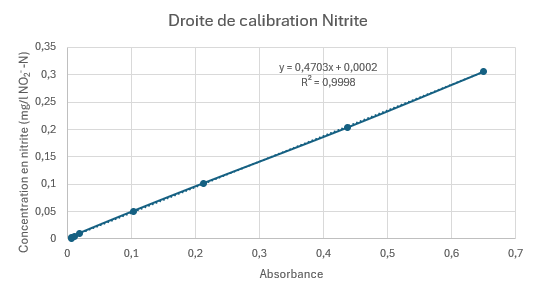 Droite de calibration Nitrite
Concentration en nitrite (mg/l NO₂⁻-N)
0,35
0,3
0,25
0,2
0,15
0,1
0,05
0
y = 0,4703x + 0,0002
R² = 0,9998
0 0,1 0,2 0,3 0,4 0,5 0,6 0,7
Absorbance